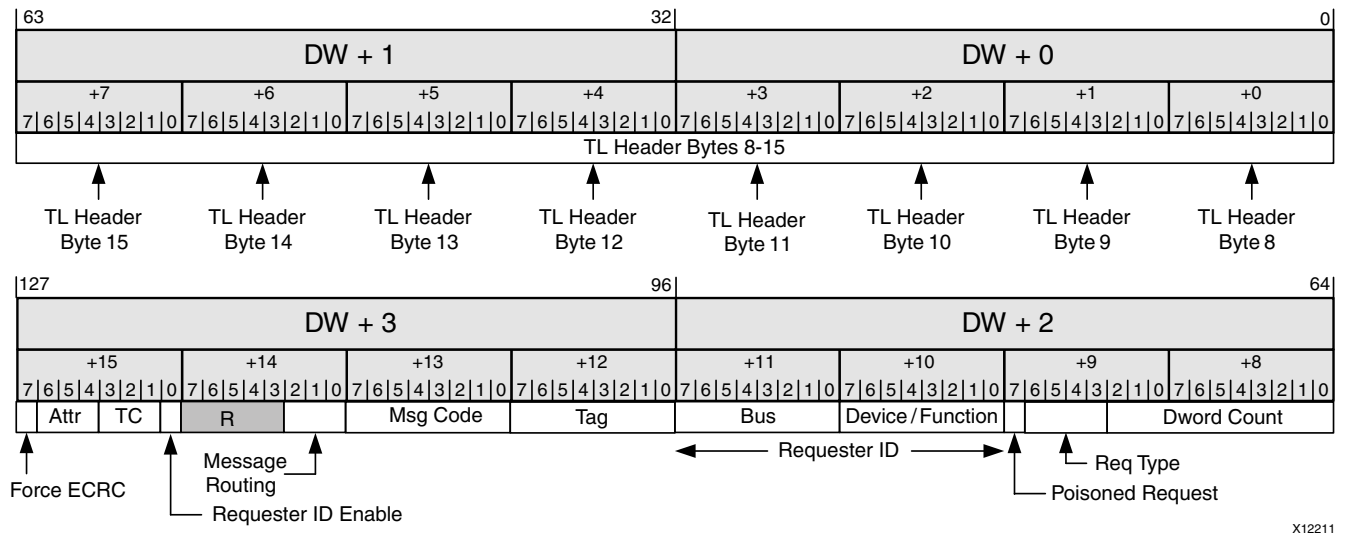 63 32 0
DW + 1 DW + 0
+7 +6 +5 +4 +3 +2 +1 +0
7 6 5 4 3 2 1 0 7 6 5 4 3 2 1 0 7 6 5 4 3 2 1 0 7 6 5 4 3 2 1 0 7 6 5 4 3 2 1 0 7 6 5 4 3 2 1 0 7 6 5 4 3 2 1 0 7 6 5 4 3 2 1 0
TL Header Bytes 8-15
TL Header TL Header TL Header TL Header TL Header TL Header TL Header TL Header
Byte 15 Byte 14 Byte 13 Byte 12 Byte 11 Byte 10 Byte 9 Byte 8
127 96 64
DW + 3 DW + 2
+15 +14 +13 +12 +11 +10 +9 +8
7 6 5 4 3 2 1 0 7 6 5 4 3 2 1 0 7 6 5 4 3 2 1 0 7 6 5 4 3 2 1 0 7 6 5 4 3 2 1 0 7 6 5 4 3 2 1 0 7 6 5 4 3 2 1 0 7 6 5 4 3 2 1 0
Attr TC R Msg Code Tag Bus Device/Function Dword Count
Message Requester ID Req Type
Routing
Force ECRC Poisoned Request
Requester ID Enable
X12211